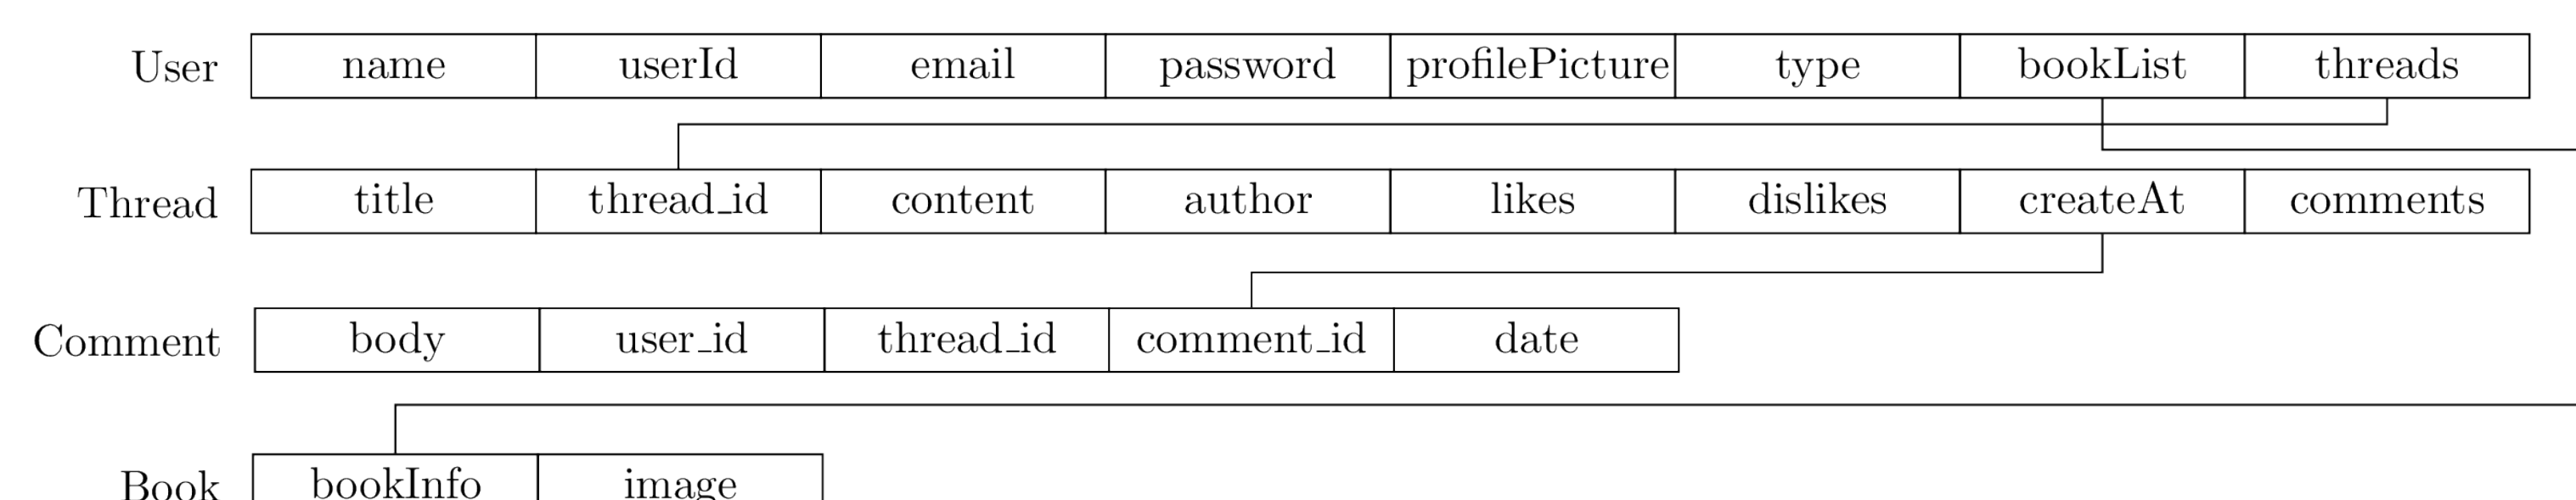 User name userId email password profilePicture type bookList threads
Thread title thread_id content author likes dislikes createAt comments
Comment body user_id thread_id comment_id date
Book bookInfo image